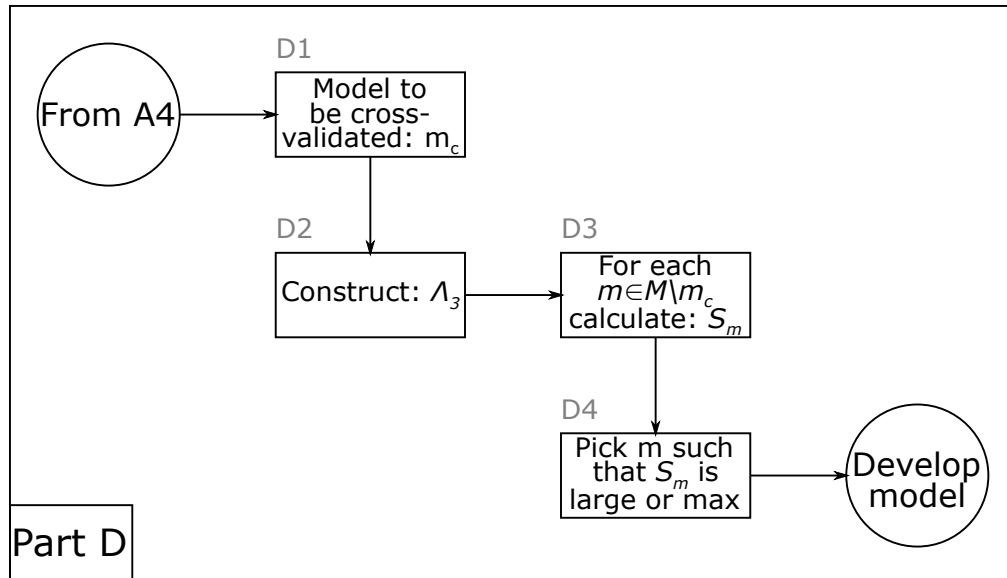 D1
From A4
Model to
be cross-
validated: m_c
D2
Construct: Λ_3
D3
For each
m∈M\m_c
calculate: S_m
D4
Pick m such
that S_m is
large or max
Develop
model
Part D